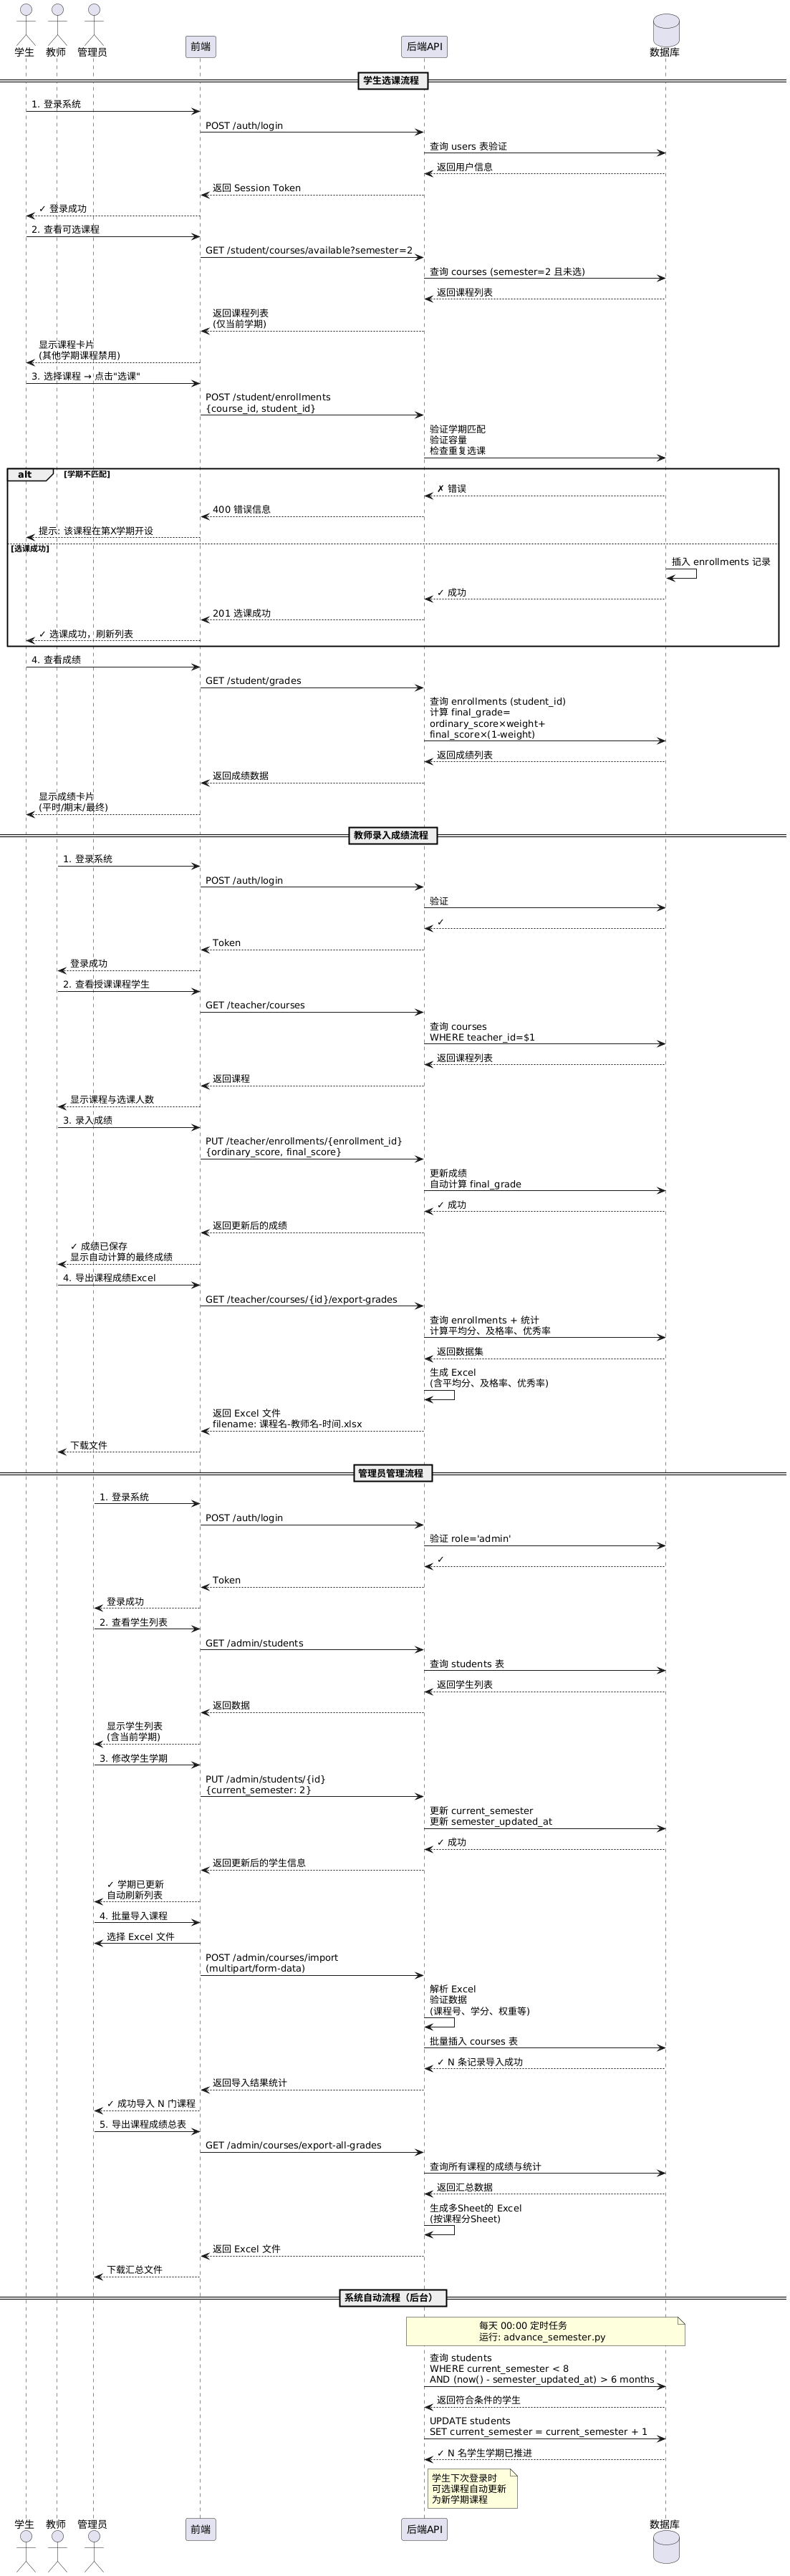 学生
教师
管理员
前端
后端API
数据库
学生选课流程
1. 登录系统
POST /auth/login
查询 users 表验证
返回用户信息
返回 Session Token
✓ 登录成功
2. 查看可选课程
GET /student/courses/available?semester=2
查询 courses (semester=2 且未选)
返回课程列表
返回课程列表
(仅当前学期)
显示课程卡片
(其他学期课程禁用)
3. 选择课程 → 点击"选课"
POST /student/enrollments
{course_id, student_id}
验证学期匹配
验证容量
检查重复选课
alt
[学期不匹配]
✗ 错误
400 错误信息
提示: 该课程在第X学期开设
[选课成功]
插入 enrollments 记录
✓ 成功
201 选课成功
✓ 选课成功，刷新列表
4. 查看成绩
GET /student/grades
查询 enrollments (student_id)
计算 final_grade=
ordinary_score×weight+
final_score×(1-weight)
返回成绩列表
返回成绩数据
显示成绩卡片
(平时/期末/最终)
教师录入成绩流程
1. 登录系统
POST /auth/login
验证
✓
Token
登录成功
2. 查看授课课程学生
GET /teacher/courses
查询 courses
WHERE teacher_id=$1
返回课程列表
返回课程
显示课程与选课人数
3. 录入成绩
PUT /teacher/enrollments/{enrollment_id}
{ordinary_score, final_score}
更新成绩
自动计算 final_grade
✓ 成功
返回更新后的成绩
✓ 成绩已保存
显示自动计算的最终成绩
4. 导出课程成绩Excel
GET /teacher/courses/{id}/export-grades
查询 enrollments + 统计
计算平均分、及格率、优秀率
返回数据集
生成 Excel
(含平均分、及格率、优秀率)
返回 Excel 文件
filename: 课程名-教师名-时间.xlsx
下载文件
管理员管理流程
1. 登录系统
POST /auth/login
验证 role='admin'
✓
Token
登录成功
2. 查看学生列表
GET /admin/students
查询 students 表
返回学生列表
返回数据
显示学生列表
(含当前学期)
3. 修改学生学期
PUT /admin/students/{id}
{current_semester: 2}
更新 current_semester
更新 semester_updated_at
✓ 成功
返回更新后的学生信息
✓ 学期已更新
自动刷新列表
4. 批量导入课程
选择 Excel 文件
POST /admin/courses/import
(multipart/form-data)
解析 Excel
验证数据
(课程号、学分、权重等)
批量插入 courses 表
✓ N 条记录导入成功
返回导入结果统计
✓ 成功导入 N 门课程
5. 导出课程成绩总表
GET /admin/courses/export-all-grades
查询所有课程的成绩与统计
返回汇总数据
生成多Sheet的 Excel
(按课程分Sheet)
返回 Excel 文件
下载汇总文件
系统自动流程（后台）
每天 00:00 定时任务
运行: advance_semester.py
查询 students
WHERE current_semester < 8
AND (now() - semester_updated_at) > 6 months
返回符合条件的学生
UPDATE students
SET current_semester = current_semester + 1
✓ N 名学生学期已推进
学生下次登录时
可选课程自动更新
为新学期课程
学生
教师
管理员
前端
后端API
数据库